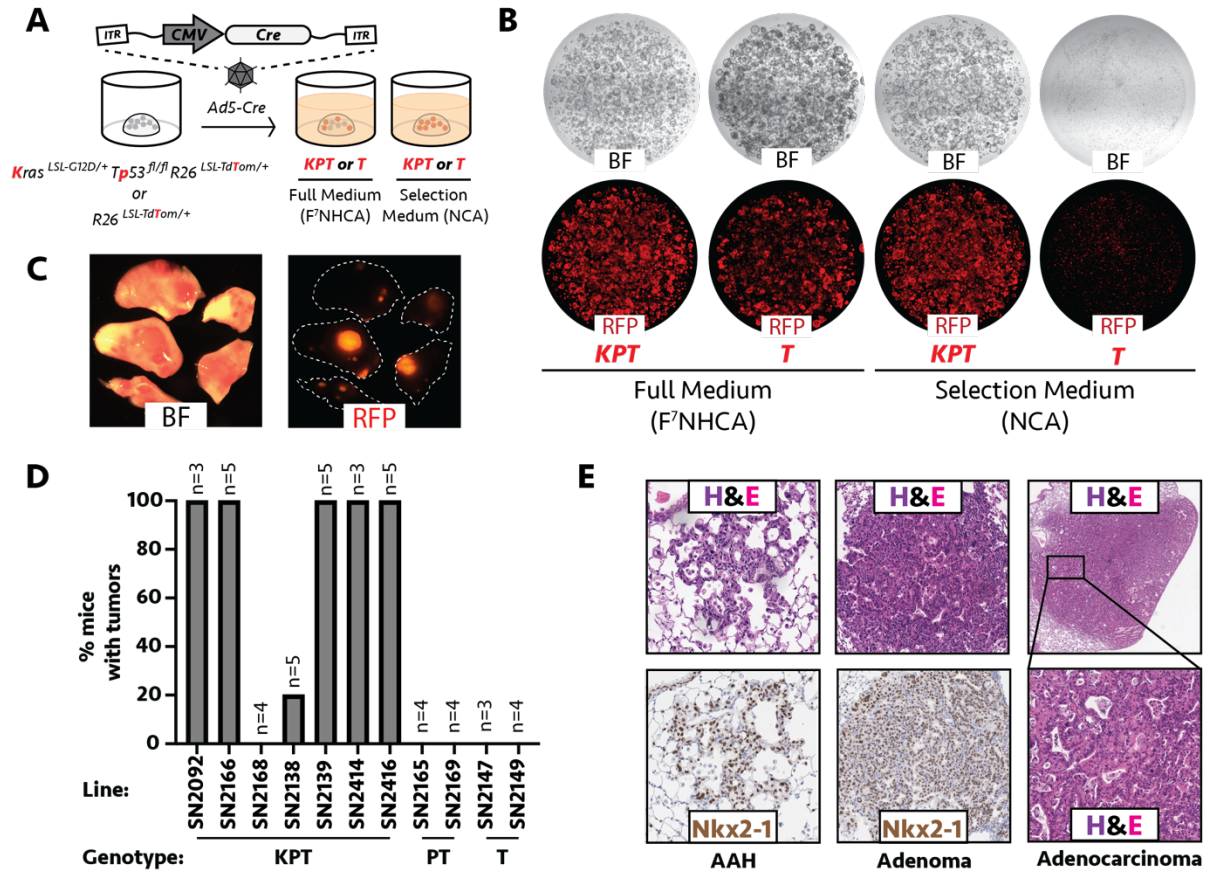 A
ITR CMV Cre ITR
Ad5-Cre
Kras LSL-G12D/+ Tp53 fl/fl R26 LSL-TdTom/+
or
R26 LSL-TdTom/+
KPT or T
Full Medium
(F⁷NHCA)
KPT or T
Selection
Medum (NCA)
B
BF BF BF BF
RFP RFP RFP RFP
KPT T KPT T
Full Medium
(F⁷NHCA)
Selection Medium
(NCA)
C
BF RFP
D
% mice
with tumors
100
80
60
40
20
0
n=3 n=5 n=4 n=5 n=5 n=3 n=5 n=4 n=4 n=3 n=4
Line: SN2092 SN2166 SN2168 SN2138 SN2139 SN2414 SN2416 SN2165 SN2169 SN2147 SN2149
Genotype: KPT PT T
E
H&E H&E H&E
Nkx2-1 Nkx2-1 H&E
AAH Adenoma Adenocarcinoma